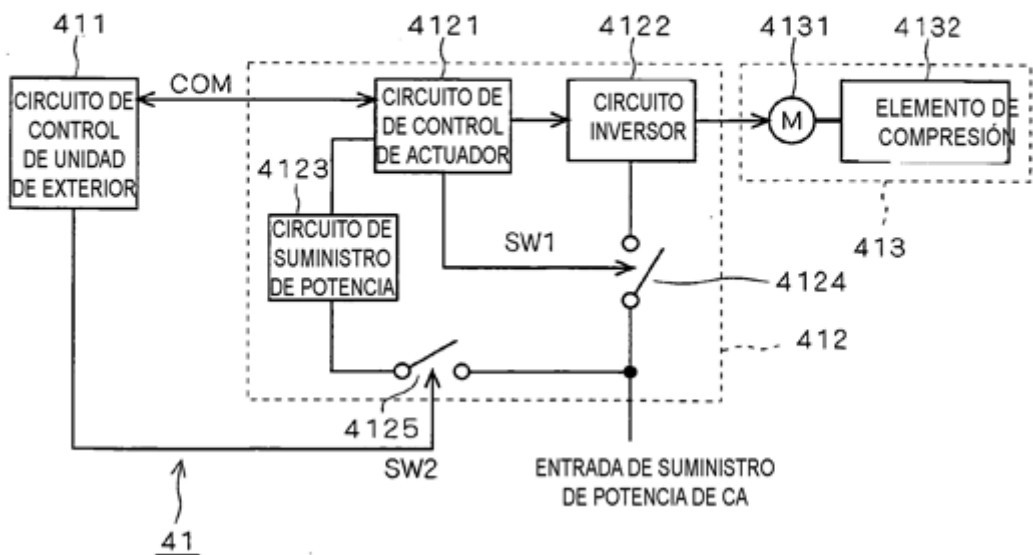 411
4121
4122
4131
4132
COM
CIRCUITO DE
CONTROL
DE UNIDAD
DE EXTERIOR
CIRCUITO DE
DE CONTROL
DE ACTUADOR
CIRCUITO
INVERSOR
M
ELEMENTO DE
COMPRESIÓN
4123
CIRCUITO DE
SUMINISTRO
DE POTENCIA
SW1
413
4124
412
4125
SW2
ENTRADA DE SUMINISTRO
DE POTENCIA DE CA
41